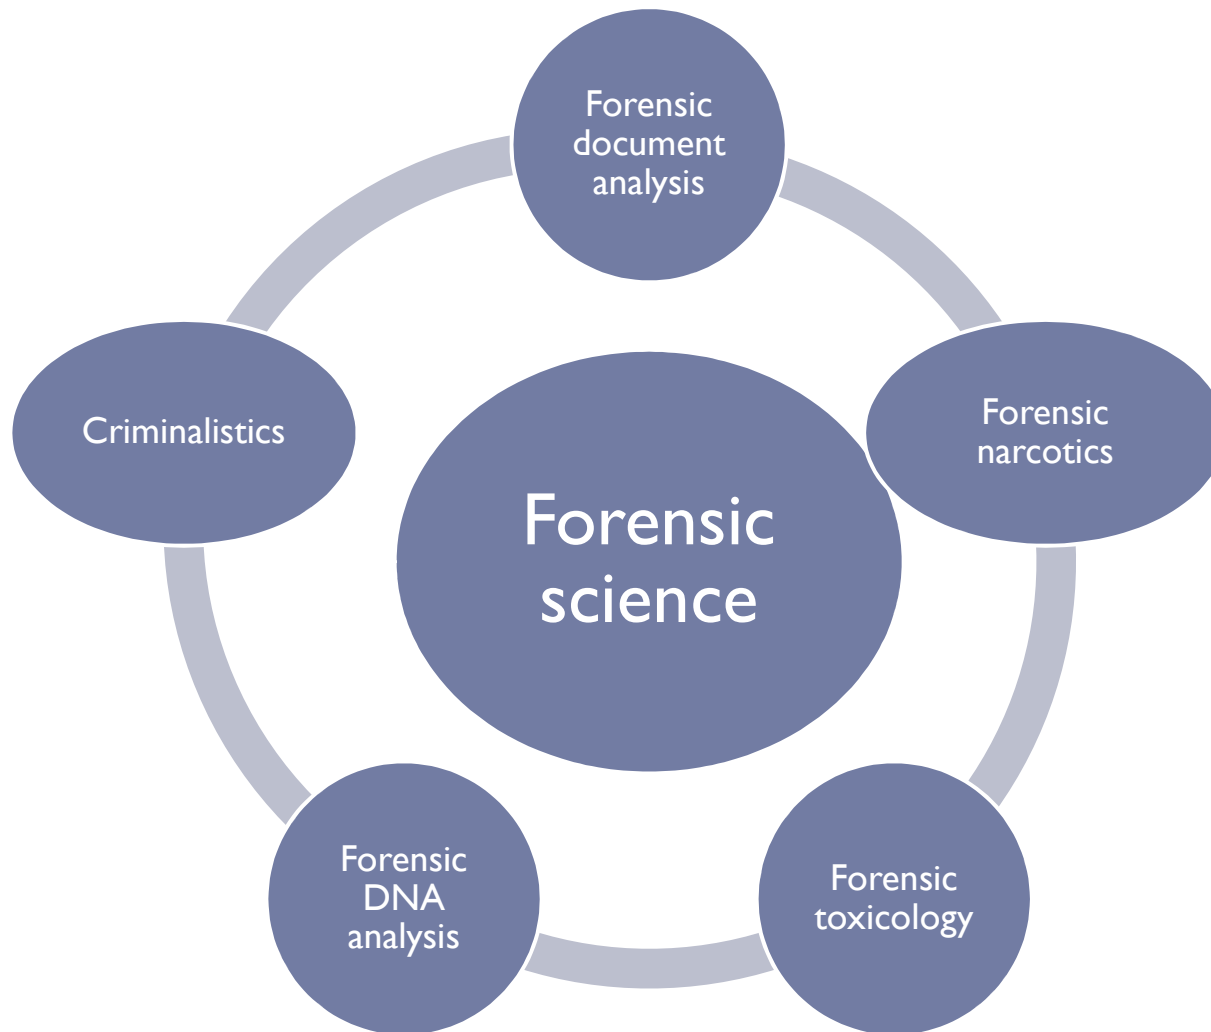 Forensic
document
analysis
Criminalistics
Forensic
narcotics
Forensic
science
Forensic
DNA
analysis
Forensic
toxicology